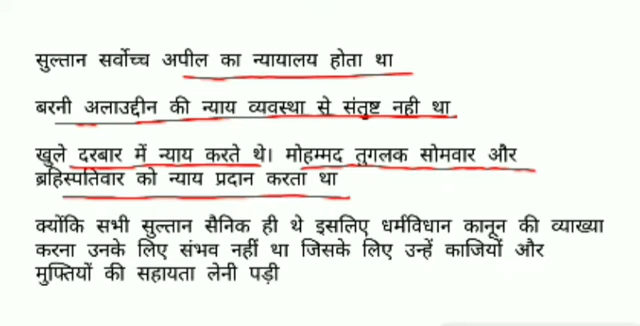 सुल्तान सर्वोच्च अपील का न्यायालय होता था
बरनी अलाउद्दीन की न्याय व्यवस्था से संतुष्ट नही था
खुले दरबार में न्याय करते थे। मोहम्मद तुगलक सोमवार और
ब्रहिस्पतिवार को न्याय प्रदान करता था
क्योंकि सभी सुल्तान सैनिक ही थे इसलिए धर्मविधान कानून की व्याख्या
करना उनके लिए संभव नहीं था जिसके लिए उन्हें काजियों और
मुफ्तियों की सहायता लेनी पड़ी